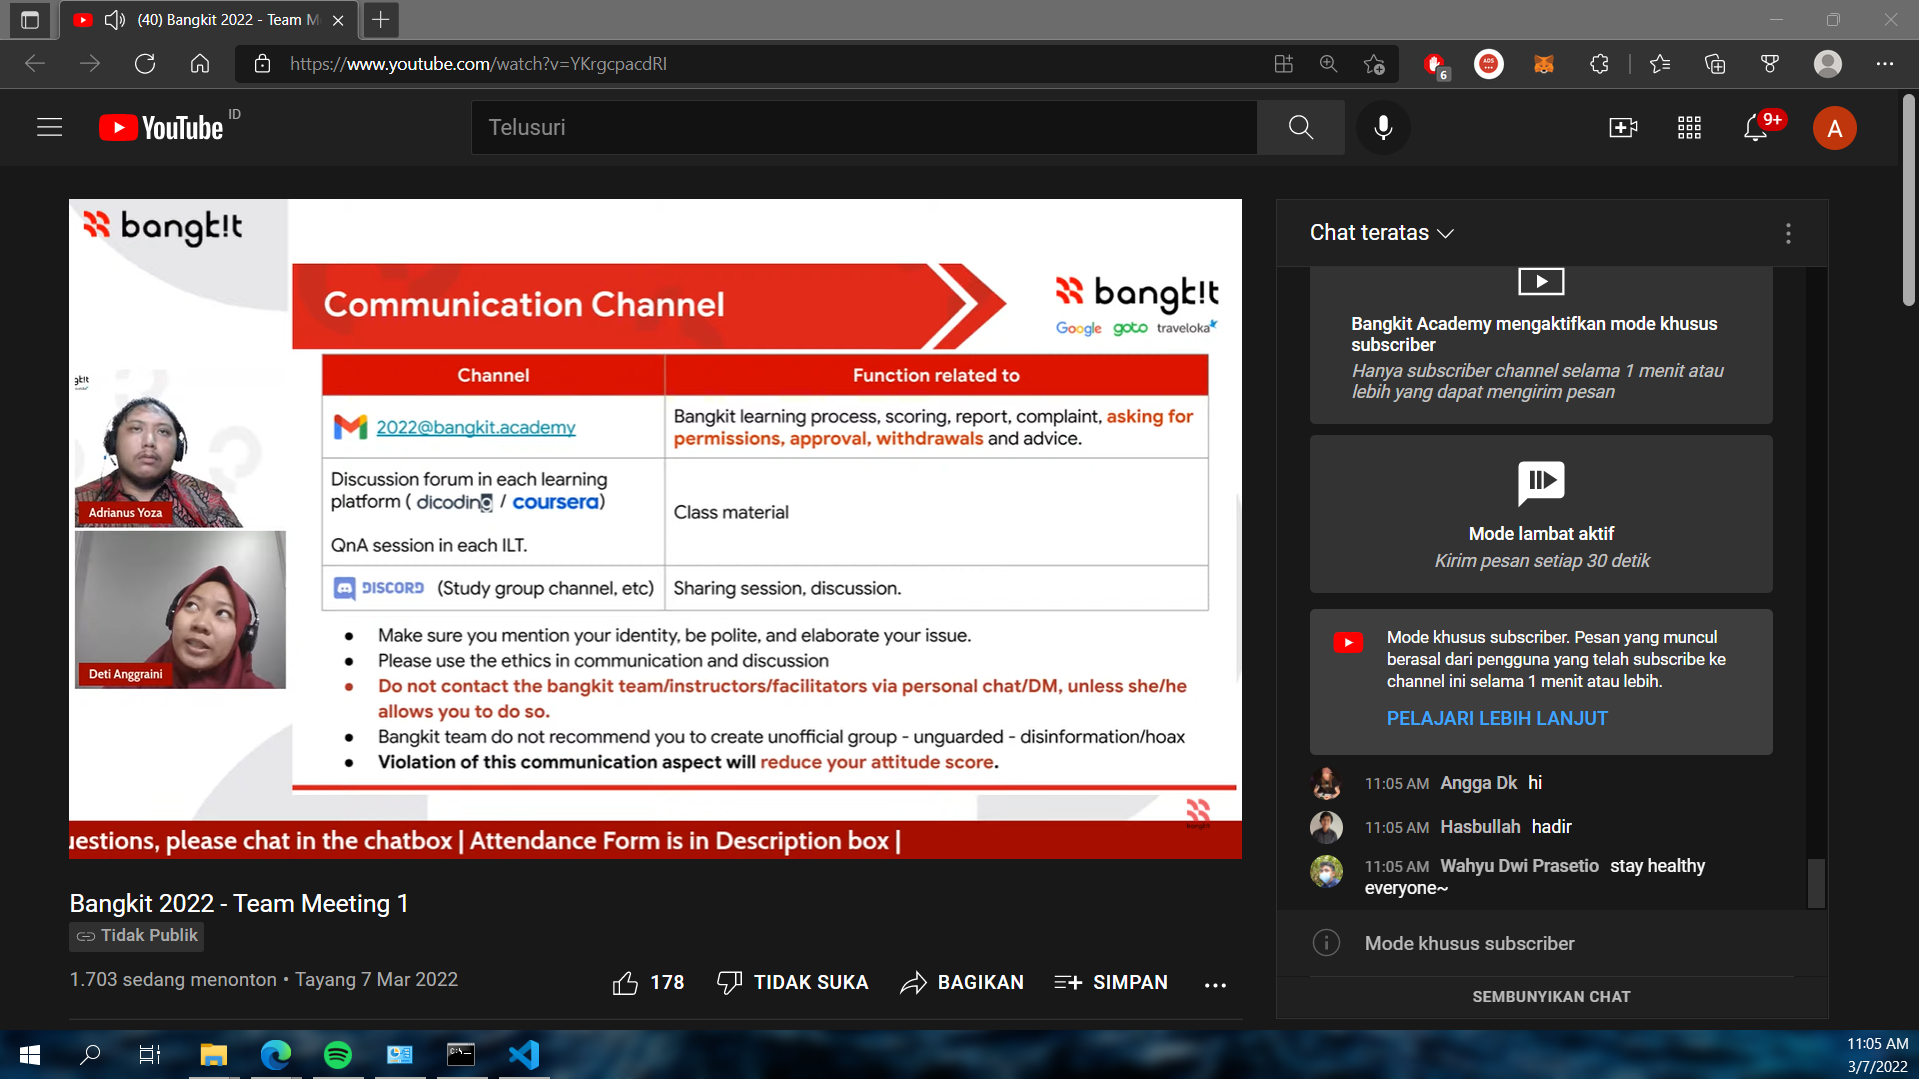 (40) Bangkit 2022 - Team M
https://www.youtube.com/watch?v=YKrgcpacdRI
6
ADS
YouTube ID
Telusuri
9+
A
bangk!t
Communication Channel
bangk!t
Google goto traveloka
Channel
Function related to
2022@bangkit.academy
Bangkit learning process, scoring, report, complaint, asking for
permissions, approval, withdrawals and advice.
Discussion forum in each learning
platform ( dicoding / coursera)
QnA session in each ILT.
Class material
DISCORD (Study group channel, etc)
Sharing session, discussion.
● Make sure you mention your identity, be polite, and elaborate your issue.
● Please use the ethics in communication and discussion
● Do not contact the bangkit team/instructors/facilitators via personal chat/DM, unless she/he
allows you to do so.
● Bangkit team do not recommend you to create unofficial group - unguarded - disinformation/hoax
● Violation of this communication aspect will reduce your attitude score.
Adrianus Yoza
Deti Anggraini
uestions, please chat in the chatbox | Attendance Form is in Description box |
Bangkit 2022 - Team Meeting 1
Tidak Publik
1.703 sedang menonton • Tayang 7 Mar 2022
178
TIDAK SUKA
BAGIKAN
SIMPAN
Chat teratas
Bangkit Academy mengaktifkan mode khusus
subscriber
Hanya subscriber channel selama 1 menit atau
lebih yang dapat mengirim pesan
Mode lambat aktif
Kirim pesan setiap 30 detik
Mode khusus subscriber. Pesan yang muncul
berasal dari pengguna yang telah subscribe ke
channel ini selama 1 menit atau lebih.
PELAJARI LEBIH LANJUT
11:05 AM Angga Dk hi
11:05 AM Hasbullah hadir
11:05 AM Wahyu Dwi Prasetio stay healthy
everyone~
Mode khusus subscriber
SEMBUNYIKAN CHAT
11:05 AM
3/7/2022